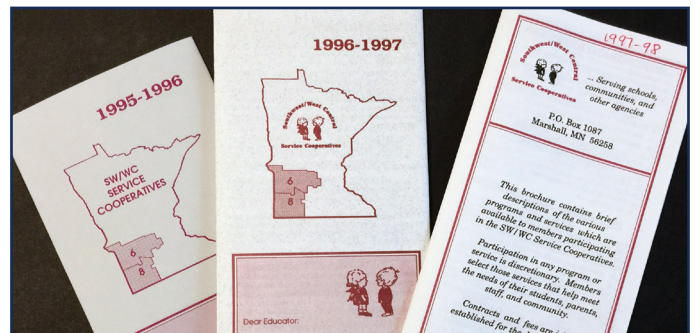 1995-1996
SW/WC
SERVICE
COOPERATIVES
6
8
1996-1997
Southwest/West Central
Service Cooperatives
6
8
Dear Educator:
1997-98
Southwest/West Central
Service Cooperatives
... Serving schools,
communities, and
other agencies
P.O. Box 1087
Marshall, MN 56258
This brochure contains brief
descriptions of the various
programs and services which are
available to members participating
in the SW/WC Service Cooperatives.
Participation in any program or
service is discretionary. Members
select those services that help meet
the needs of their students, parents,
staff, and community.
Contracts and fees are
established for the